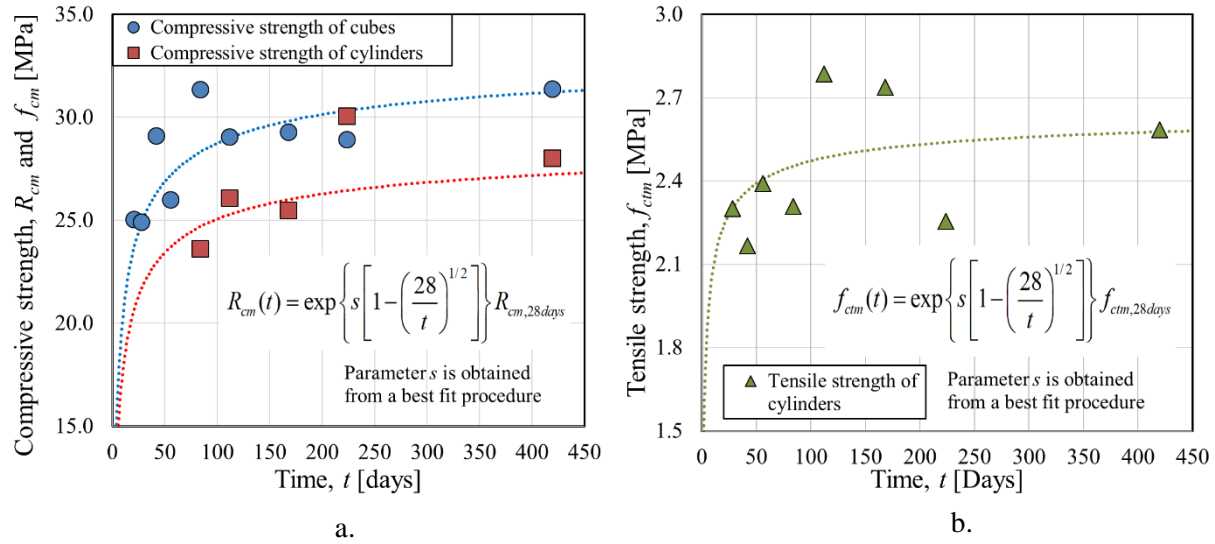 35.0
30.0
25.0
20.0
15.0
Compressive strength, R_cm and f_cm [MPa]
Compressive strength of cubes
Compressive strength of cylinders
R_cm(t) = exp{s[1−(28/t)^1/2]}R_cm,28days
Parameter s is obtained
from a best fit procedure
0 50 100 150 200 250 300 350 400 450
Time, t [days]
a.
3.0
2.7
2.4
2.1
1.8
1.5
Tensile strength, f_ctm [MPa]
f_ctm(t) = exp{s[1−(28/t)^1/2]}f_ctm,28days
Tensile strength of
cylinders
Parameter s is obtained
from a best fit procedure
0 50 100 150 200 250 300 350 400 450
Time, t [Days]
b.